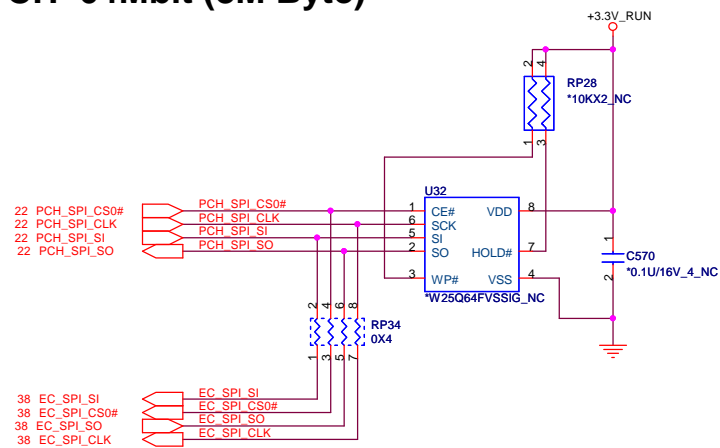 64Mbit (8M Byte)
+3.3V_RUN
2 4
RP28
*10KX2_NC
1 3
U32
22 PCH_SPI_CS0# PCH_SPI_CS0# 1 CE# VDD 8
22 PCH_SPI_CLK PCH_SPI_CLK 6 SCK
22 PCH_SPI_SI PCH_SPI_SI 5 SI
22 PCH_SPI_SO PCH_SPI_SO 2 SO HOLD# 7
3 WP# VSS 4
*W25Q64FVSSIG_NC
1
C570
*0.1U/16V_4_NC
2
2 4 6 8
RP34
0X4
1 3 5 7
38 EC_SPI_SI EC_SPI_SI
38 EC_SPI_CS0# EC_SPI_CS0#
38 EC_SPI_SO EC_SPI_SO
38 EC_SPI_CLK EC_SPI_CLK